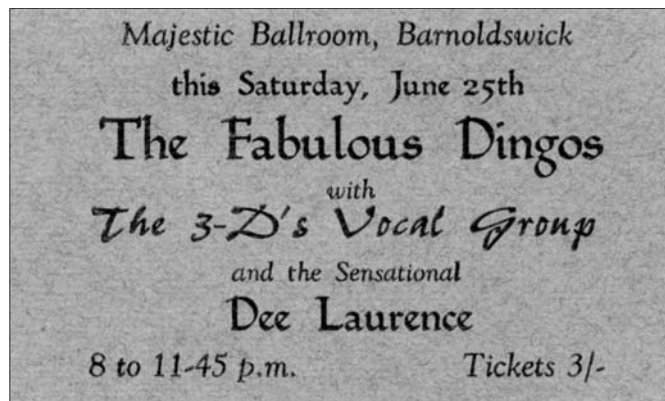 Majestic Ballroom, Barnoldswick
this Saturday, June 25th
The Fabulous Dingos
with
The 3-D's Vocal Group
and the Sensational
Dee Laurence
8 to 11-45 p.m. Tickets 3/-